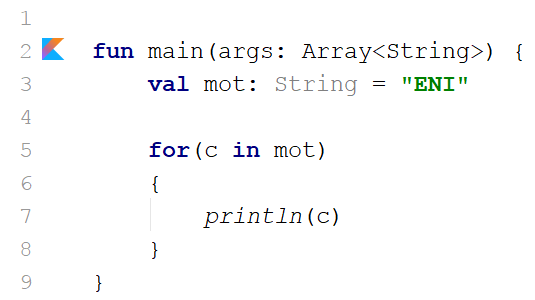 1
2 fun main(args: Array<String>) {
3 val mot: String = "ENI"
4
5 for(c in mot)
6 {
7 println(c)
8 }
9 }